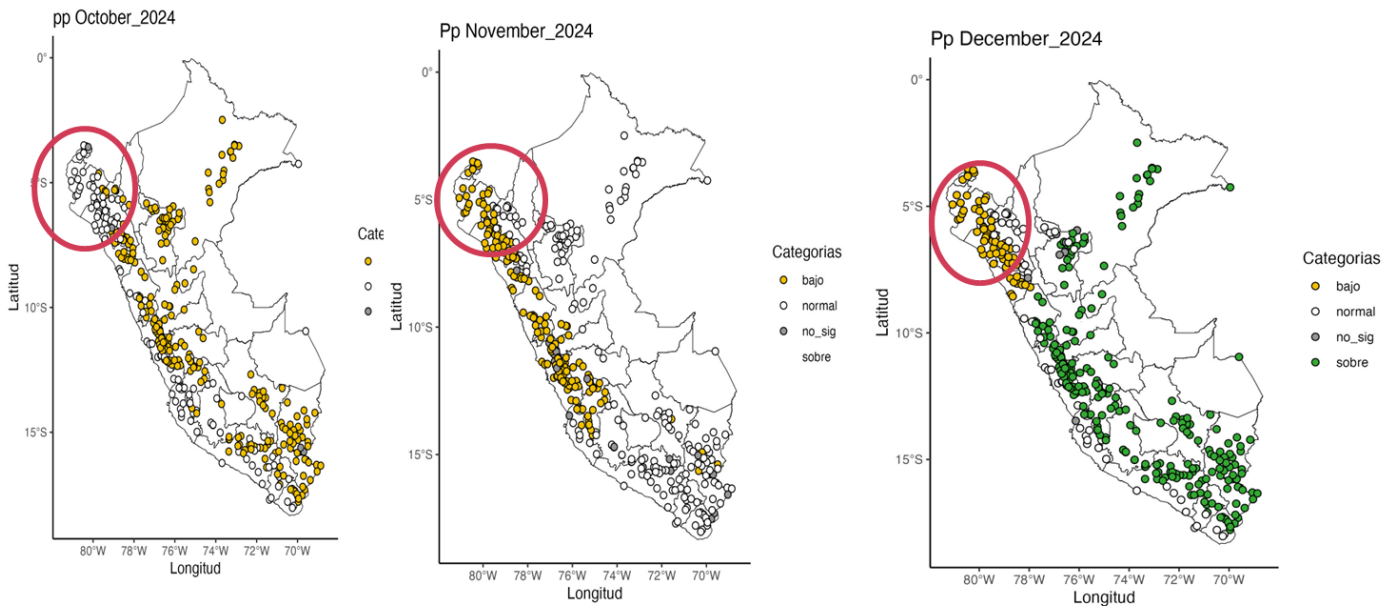 pp October_2024
0°
5°S
10°S
15°S
Latitud
80°W 78°W 76°W 74°W 72°W 70°W
Longitud
Cate
Pp November_2024
0°
5°S
10°S
15°S
Latitud
80°W 78°W 76°W 74°W 72°W 70°W
Longitud
Categorias
bajo
normal
no_sig
sobre
Pp December_2024
0°
5°S
10°S
15°S
Latitud
80°W 78°W 76°W 74°W 72°W 70°W
Longitud
Categorias
bajo
normal
no_sig
sobre